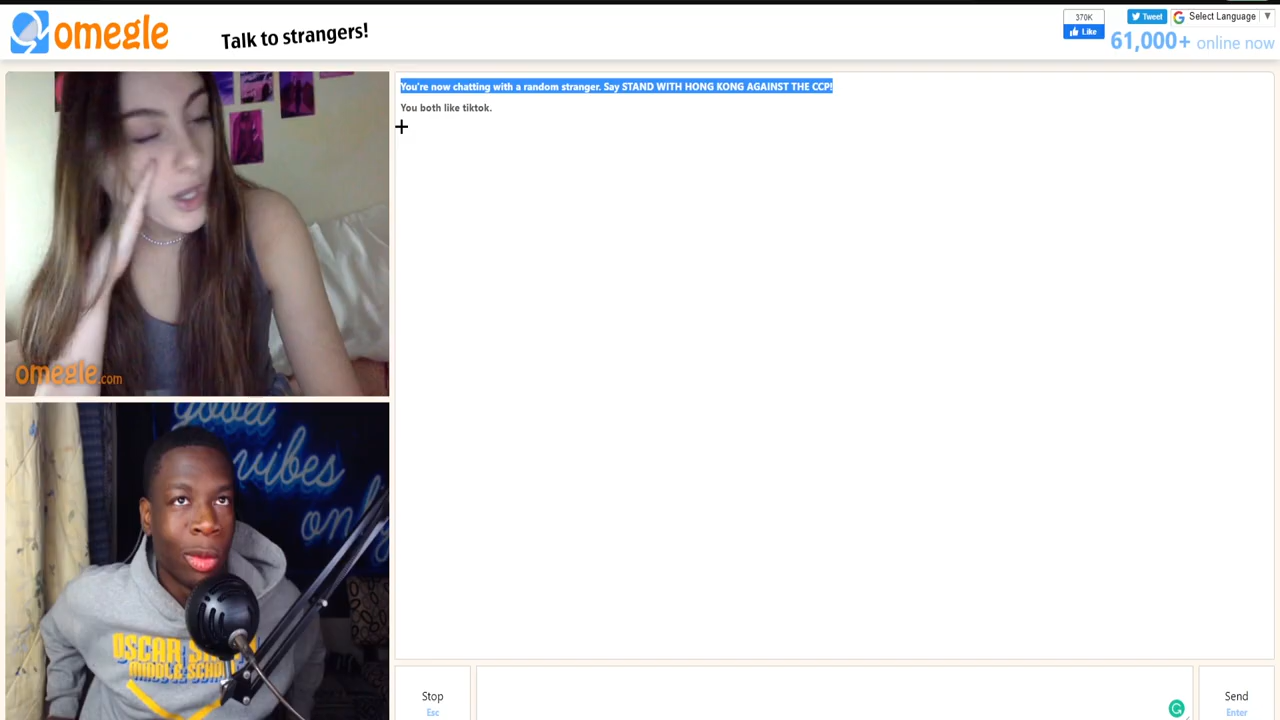 omegle
Talk to strangers!
370K
Like
Tweet
Select Language
61,000+ online now
You're now chatting with a random stranger. Say STAND WITH HONG KONG AGAINST THE CCP!
You both like tiktok.
omegle.com
good
vibes
only
OSCAR
MIDDLE SCHOOL
Stop
Esc
Send
Enter